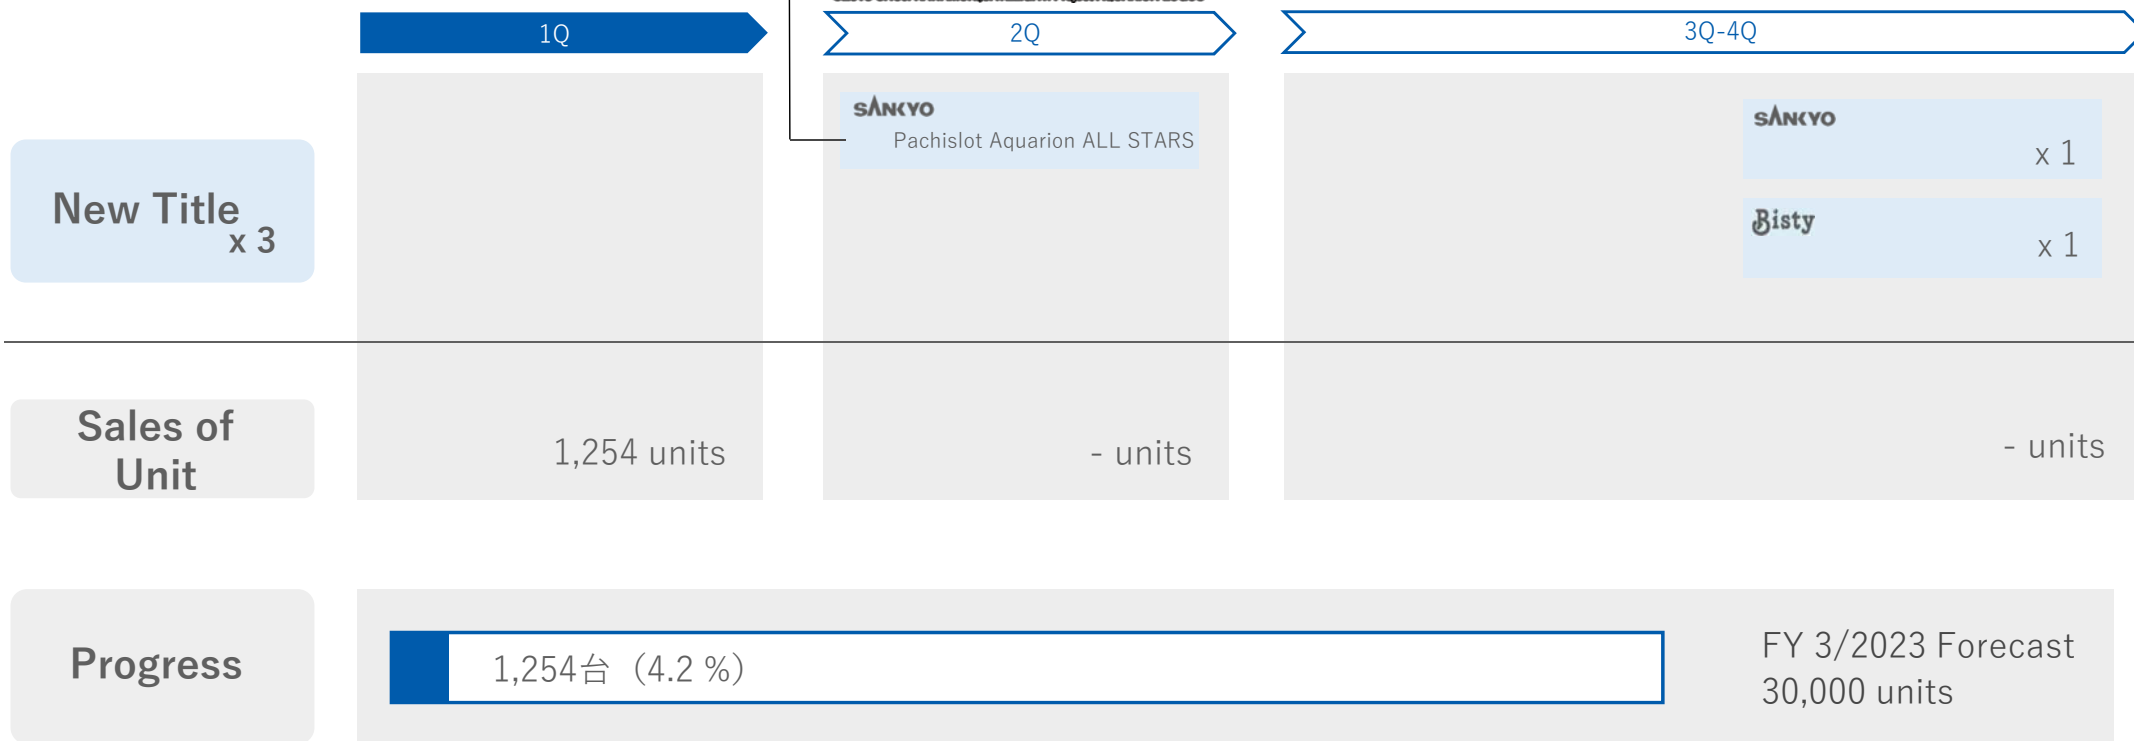 1Q
2Q
3Q-4Q
New Title
x 3
SANKYO
Pachislot Aquarion ALL STARS
SANKYO
x 1
Bisty
x 1
Sales of
Unit
1,254 units
- units
- units
Progress
1,254台（4.2 %）
FY 3/2023 Forecast
30,000 units